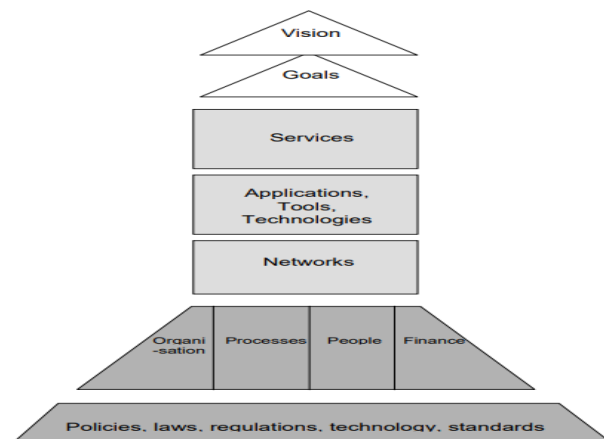 Vision
Goals
Services
Applications,
Tools,
Technologies
Networks
Organi
-sation
Processes
People
Finance
Policies, laws, regulations, technology, standards